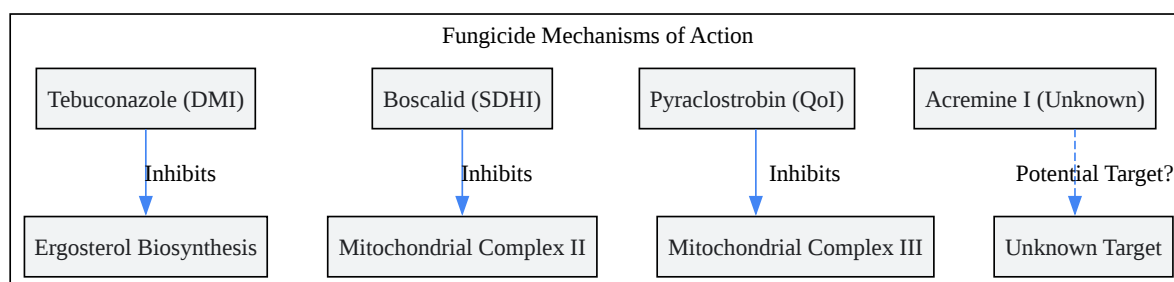 Fungicide Mechanisms of Action
Tebuconazole (DMI)
Boscalid (SDHI)
Pyraclostrobin (QoI)
Acremine I (Unknown)
Inhibits
Inhibits
Inhibits
Potential Target?
Ergosterol Biosynthesis
Mitochondrial Complex II
Mitochondrial Complex III
Unknown Target